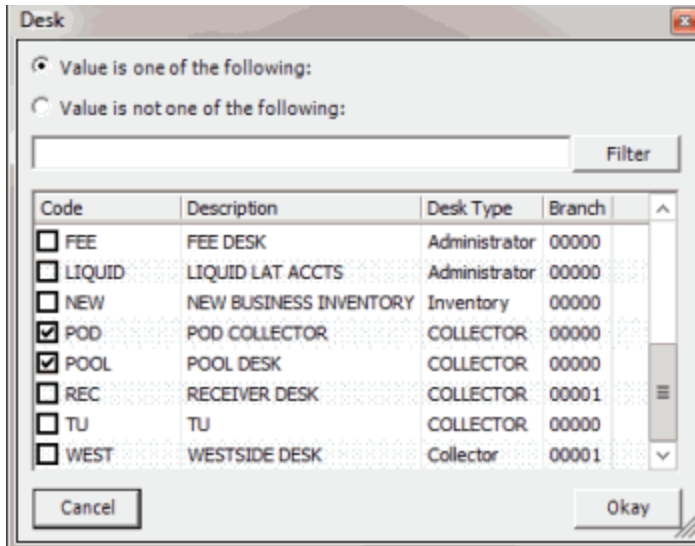 Desk
Value is one of the following:
Value is not one of the following:
Filter
Code Description Desk Type Branch
FEE FEE DESK Administrator 00000
LIQUID LIQUID LAT ACCTS Administrator 00000
NEW NEW BUSINESS INVENTORY Inventory 00000
POD POD COLLECTOR COLLECTOR 00000
POOL POOL DESK COLLECTOR 00000
REC RECEIVER DESK COLLECTOR 00001
TU TU COLLECTOR 00000
WEST WESTSIDE DESK Collector 00001
Cancel Okay